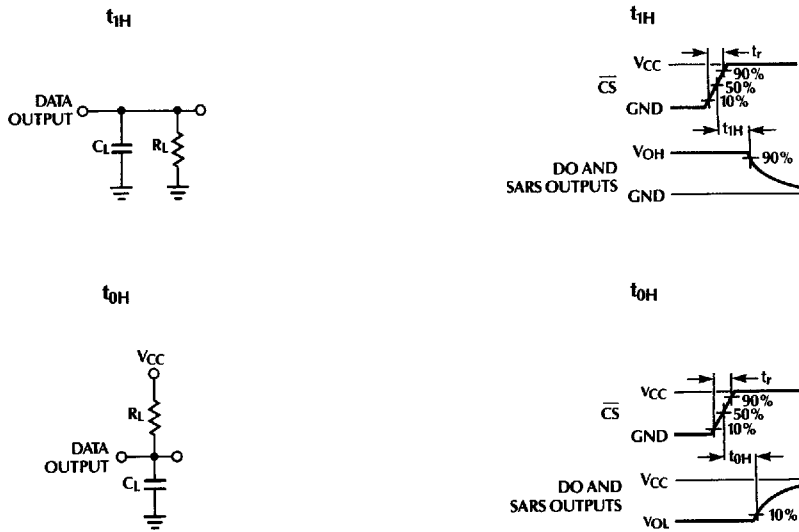 t1H
DATA
OUTPUT
CL
RL
t1H
tr
VCC
90%
CS
50%
GND
10%
t1H
VOH
90%
DO AND
SARS OUTPUTS
GND
t0H
VCC
RL
DATA
OUTPUT
CL
t0H
tr
VCC
90%
CS
50%
10%
GND
t0H
VCC
DO AND
SARS OUTPUTS
10%
VOL